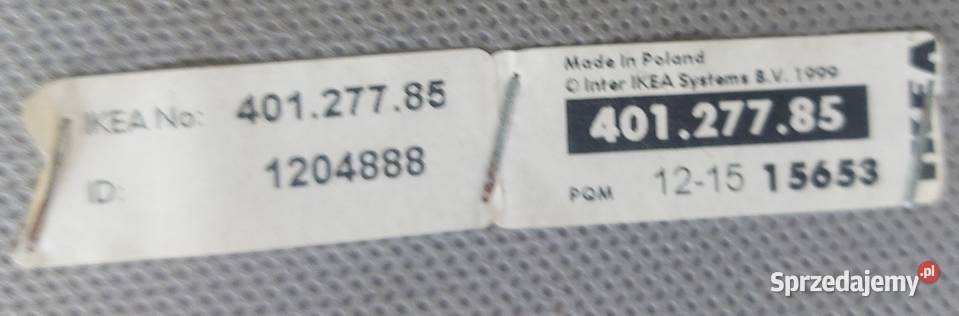 IKEA No: 401.277.85
ID: 1204888
Made In Poland
© Inter IKEA Systems B.V. 1999
401.277.85
PQM 12-15 15653
IKEA
Sprzedajemy.pl